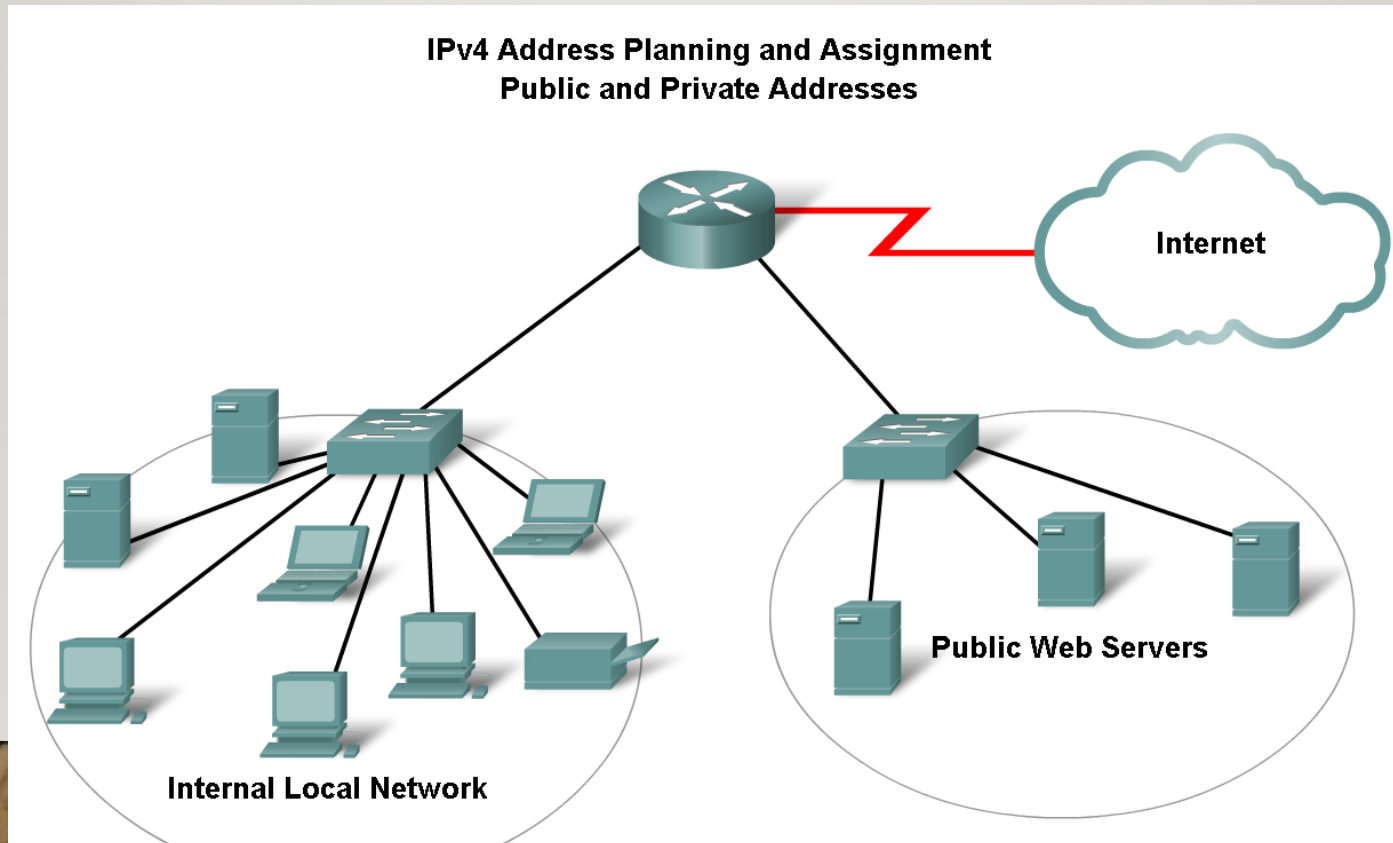 IPv4 Address Planning and Assignment
Public and Private Addresses
Internet
Public Web Servers
Internal Local Network